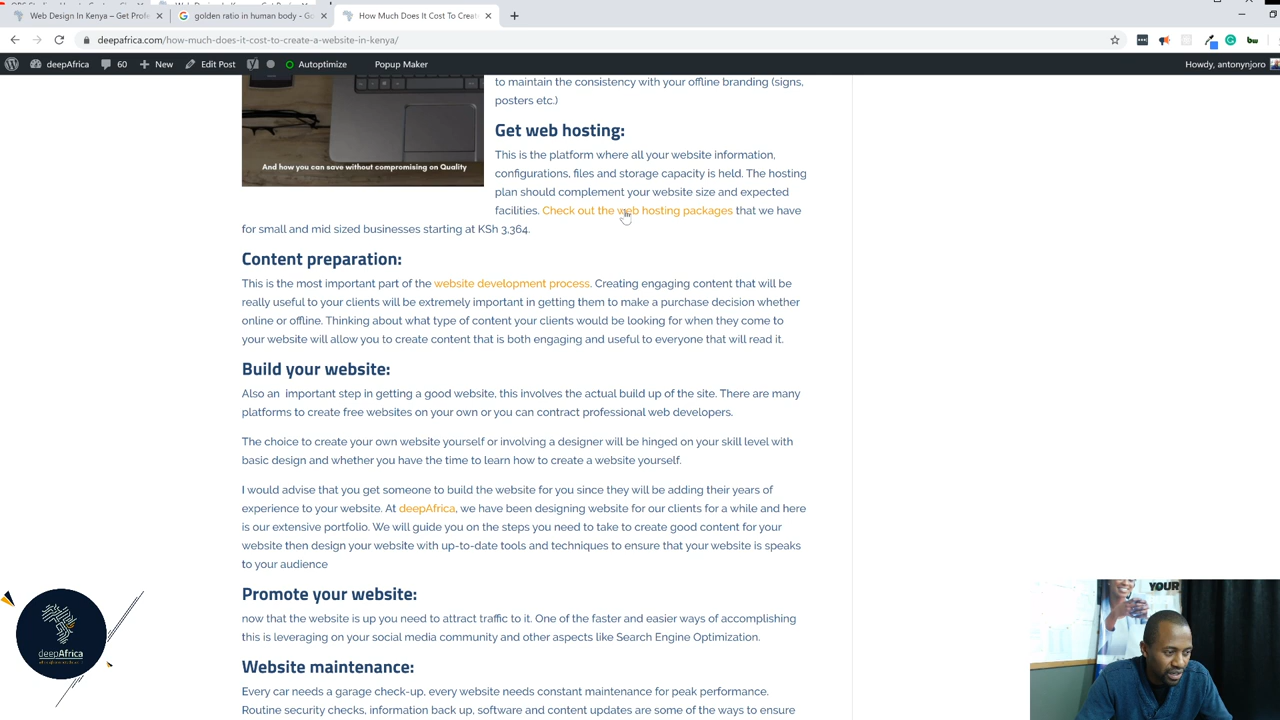 Web Design In Kenya – Get Prof
golden ratio in human body - Go
How Much Does It Cost To Crea
deepafrica.com/how-much-does-it-cost-to-create-a-website-in-kenya/
deepAfrica
60
New
Edit Post
Autoptimize
Popup Maker
Howdy, antonynjoro
to maintain the consistency with your offline branding (signs,
posters etc.)
Get web hosting:
This is the platform where all your website information,
And how you can save without compromising on Quality
configurations, files and storage capacity is held. The hosting
plan should complement your website size and expected
facilities. Check out the web hosting packages that we have
for small and mid sized businesses starting at KSh 3,364.
Content preparation:
This is the most important part of the website development process. Creating engaging content that will be
really useful to your clients will be extremely important in getting them to make a purchase decision whether
online or offline. Thinking about what type of content your clients would be looking for when they come to
your website will allow you to create content that is both engaging and useful to everyone that will read it.
Build your website:
Also an important step in getting a good website, this involves the actual build up of the site. There are many
platforms to create free websites on your own or you can contract professional web developers.
The choice to create your own website yourself or involving a designer will be hinged on your skill level with
basic design and whether you have the time to learn how to create a website yourself.
I would advise that you get someone to build the website for you since they will be adding their years of
experience to your website. At deepAfrica, we have been designing website for our clients for a while and here
is our extensive portfolio. We will guide you on the steps you need to take to create good content for your
website then design your website with up-to-date tools and techniques to ensure that your website is speaks
to your audience
Promote your website:
now that the website is up you need to attract traffic to it. One of the faster and easier ways of accomplishing
this is leveraging on your social media community and other aspects like Search Engine Optimization.
Website maintenance:
Every car needs a garage check-up, every website needs constant maintenance for peak performance.
Routine security checks, information back up, software and content updates are some of the ways to ensure
deepAfrica
YOUR